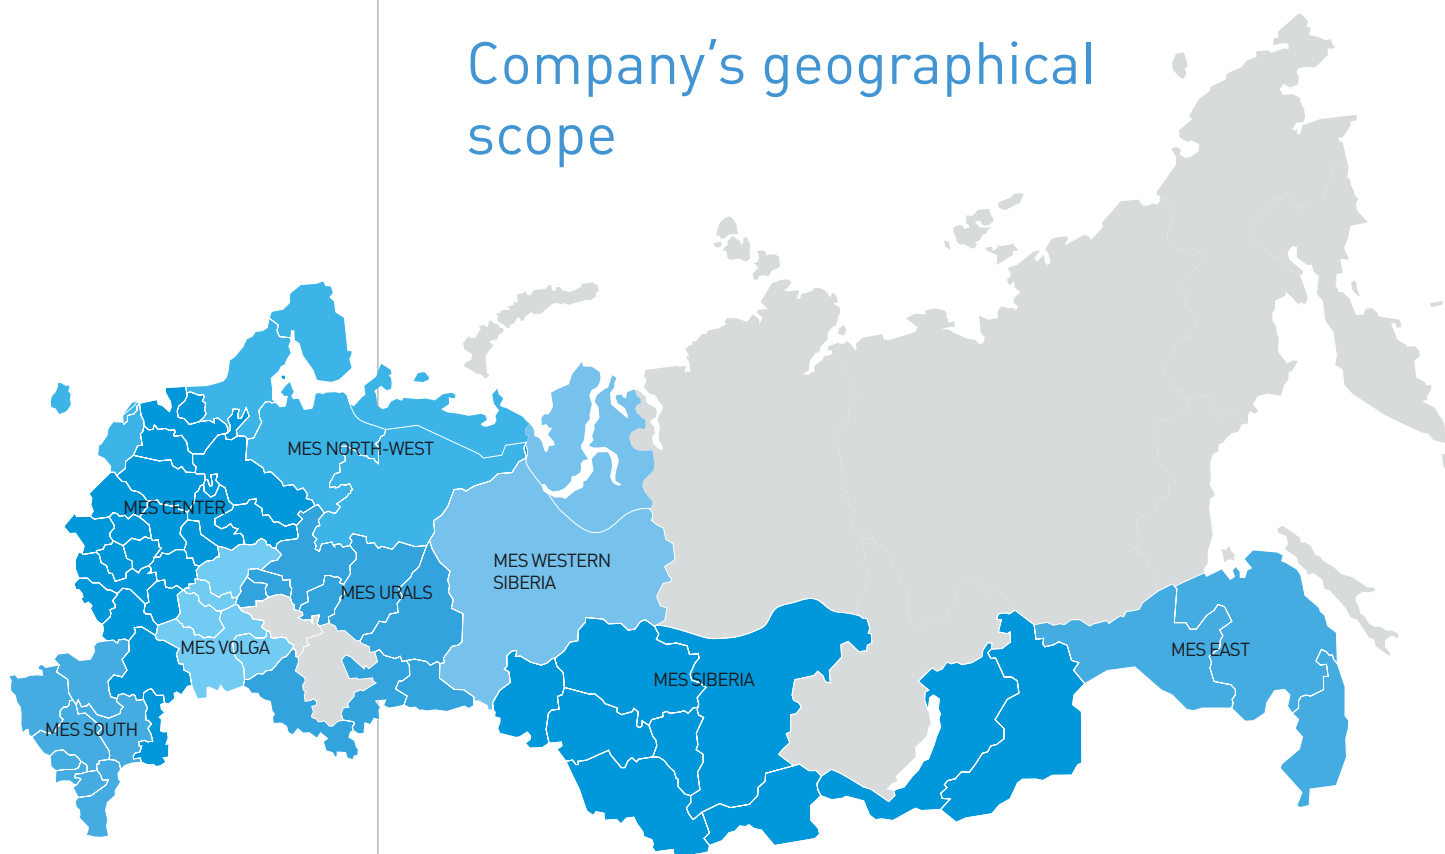 Company's geographical
scope
MES NORTH-WEST
MES CENTER
MES WESTERN
SIBERIA
MES URALS
MES VOLGA
MES EAST
MES SIBERIA
MES SOUTH